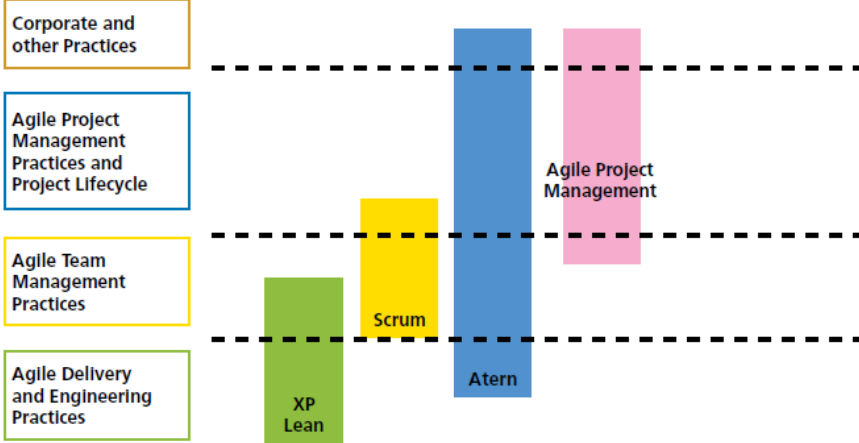 Corporate and
other Practices
Agile Project
Management
Practices and
Project Lifecycle
Agile Team
Management
Practices
Agile Delivery
and Engineering
Practices
XP
Lean
Scrum
Atern
Agile Project
Management